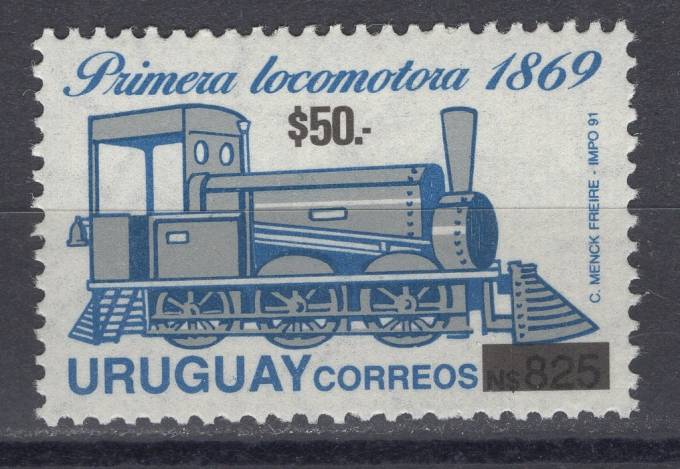 Primera locomotora 1869
$50.-
C. MENCK FREIRE - IMPO 91
URUGUAY CORREOS N$ 825